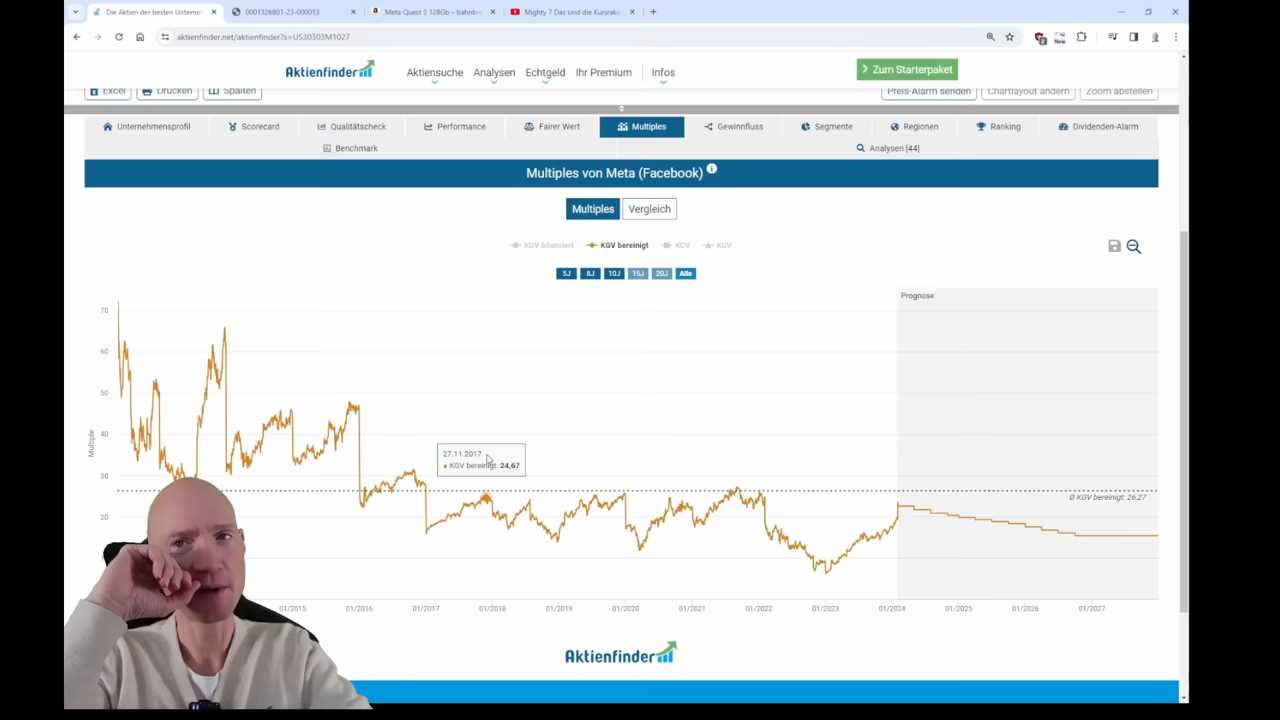 Die Aktien der besten Unterneh
0001326801-23-000013
Meta Quest 3 128Gb – bahnbr
Mighty 7 Das sind die Kursrake
aktienfinder.net/aktienfinder?s=US30303M1027
2
New
Aktienfinder
Aktiensuche
Analysen
Echtgeld
Ihr Premium
Infos
Zum Starterpaket
Excel
Drucken
Spalten
Preis-Alarm senden
Chartlayout ändern
Zoom abstellen
Unternehmensprofil
Scorecard
Qualitätscheck
Performance
Fairer Wert
Multiples
Gewinnfluss
Segmente
Regionen
Ranking
Dividenden-Alarm
Benchmark
Analysen [44]
Multiples von Meta (Facebook)
Multiples
Vergleich
KGV bilanziert
KGV bereinigt
KCV
KUV
5J
8J
10J
15J
20J
Alle
Prognose
70
60
50
40
30
20
Multiple
27.11.2017
KGV bereinigt: 24,67
Ø KGV bereinigt: 26,27
01/2015
01/2016
01/2017
01/2018
01/2019
01/2020
01/2021
01/2022
01/2023
01/2024
01/2025
01/2026
01/2027
Aktienfinder